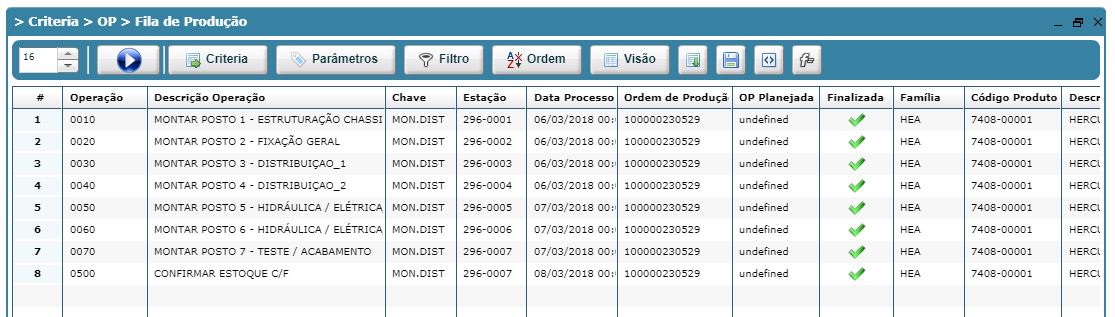 > Criteria > OP > Fila de Produção
16 Criteria Parâmetros Filtro Ordem Visão
# Operação Descrição Operação Chave Estação Data Processo Ordem de Produçã OP Planejada Finalizada Família Código Produto Descr
1 0010 MONTAR POSTO 1 - ESTRUTURAÇÃO CHASSI MON.DIST 296-0001 06/03/2018 00: 100000230529 undefined HEA 7408-00001 HERCU
2 0020 MONTAR POSTO 2 - FIXAÇÃO GERAL MON.DIST 296-0002 06/03/2018 00: 100000230529 undefined HEA 7408-00001 HERCU
3 0030 MONTAR POSTO 3 - DISTRIBUIÇAO_1 MON.DIST 296-0003 06/03/2018 00: 100000230529 undefined HEA 7408-00001 HERCU
4 0040 MONTAR POSTO 4 - DISTRIBUIÇAO_2 MON.DIST 296-0004 06/03/2018 00: 100000230529 undefined HEA 7408-00001 HERCU
5 0050 MONTAR POSTO 5 - HIDRÁULICA / ELÉTRICA MON.DIST 296-0005 07/03/2018 00: 100000230529 undefined HEA 7408-00001 HERCU
6 0060 MONTAR POSTO 6 - HIDRÁULICA / ELÉTRICA MON.DIST 296-0006 07/03/2018 00: 100000230529 undefined HEA 7408-00001 HERCU
7 0070 MONTAR POSTO 7 - TESTE / ACABAMENTO MON.DIST 296-0007 07/03/2018 00: 100000230529 undefined HEA 7408-00001 HERCU
8 0500 CONFIRMAR ESTOQUE C/F MON.DIST 296-0007 08/03/2018 00: 100000230529 undefined HEA 7408-00001 HERCU